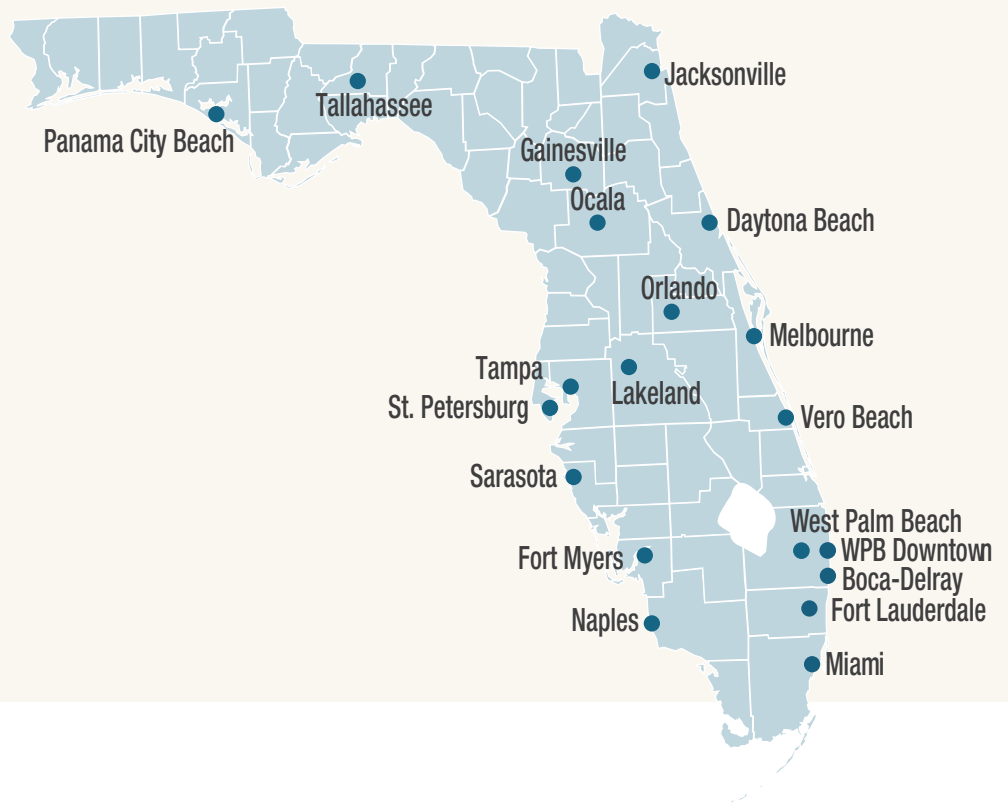 Jacksonville
Tallahassee
Panama City Beach
Gainesville
Ocala
Daytona Beach
Orlando
Melbourne
Tampa
Lakeland
St. Petersburg
Vero Beach
Sarasota
West Palm Beach
WPB Downtown
Fort Myers
Boca-Delray
Fort Lauderdale
Naples
Miami